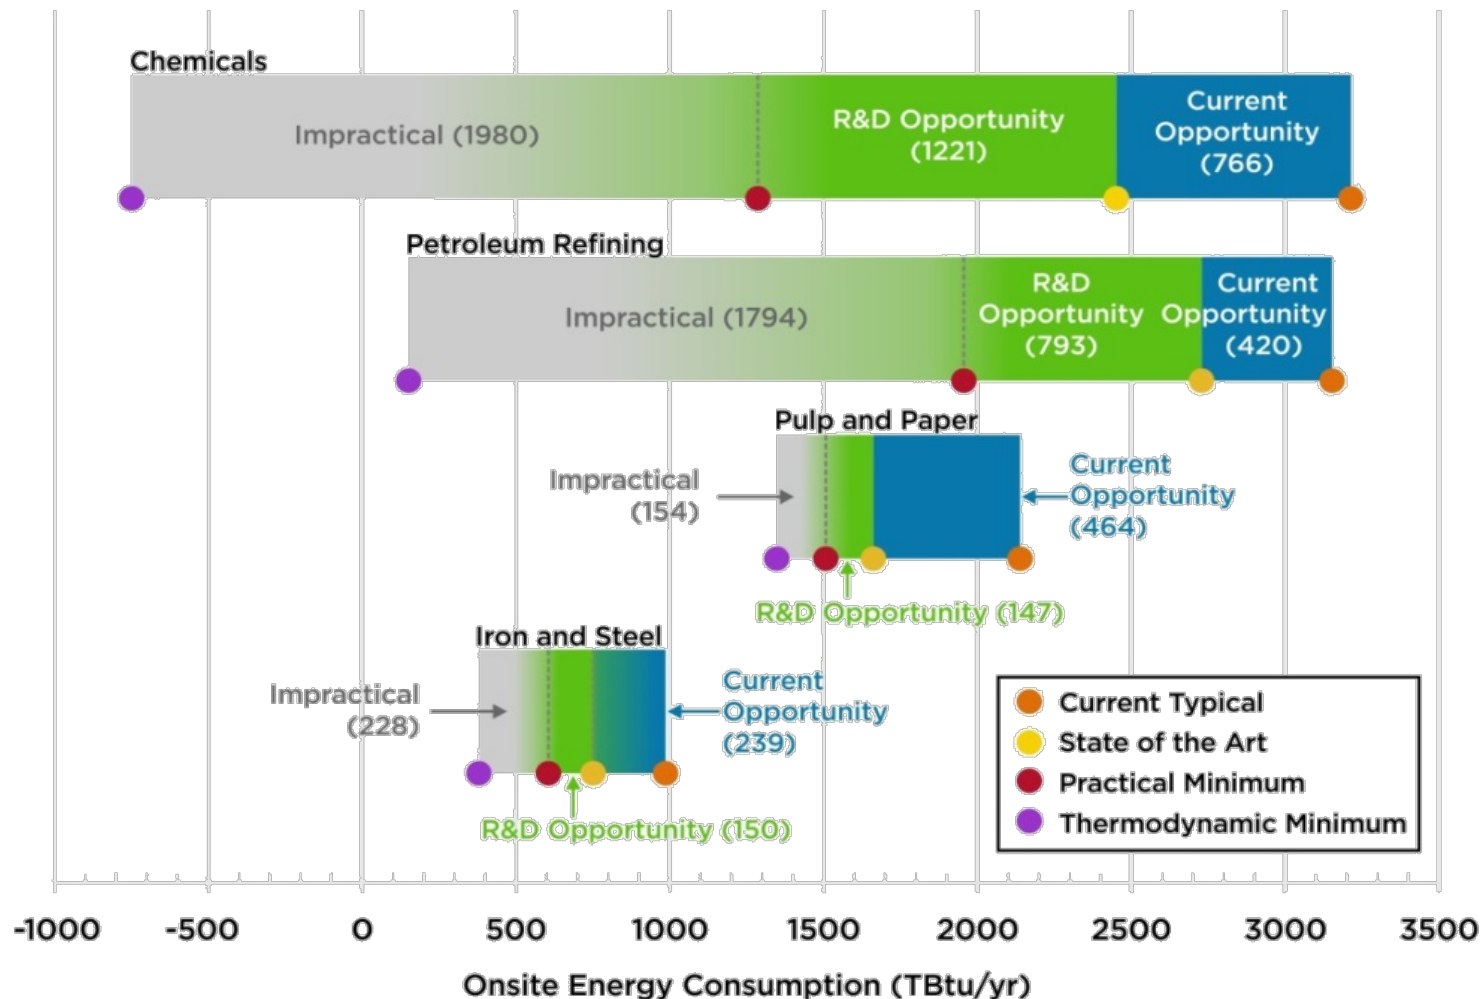 Chemicals
Impractical (1980)
R&D Opportunity
(1221)
Current
Opportunity
(766)
Petroleum Refining
Impractical (1794)
R&D
Opportunity
(793)
Current
Opportunity
(420)
Pulp and Paper
Impractical
(154)
Current
Opportunity
(464)
R&D Opportunity (147)
Iron and Steel
Impractical
(228)
Current
Opportunity
(239)
R&D Opportunity (150)
Current Typical
State of the Art
Practical Minimum
Thermodynamic Minimum
-1000 -500 0 500 1000 1500 2000 2500 3000 3500
Onsite Energy Consumption (TBtu/yr)